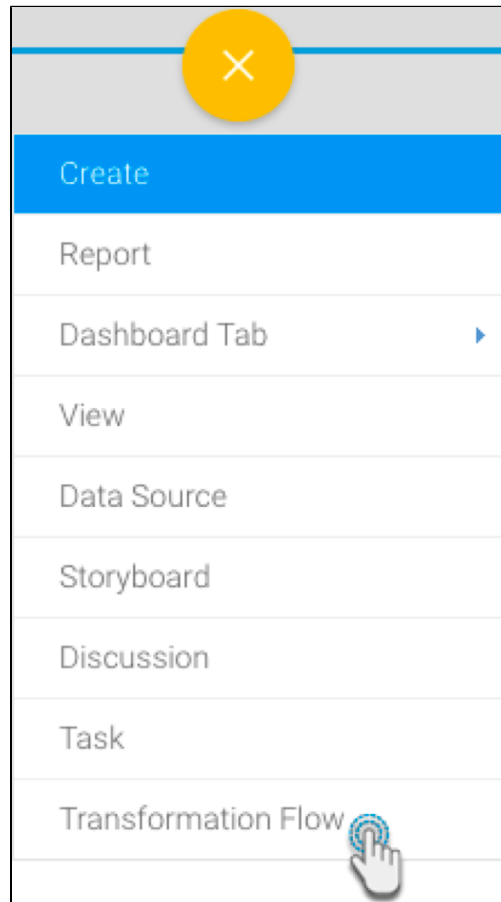 Create
Report
Dashboard Tab
View
Data Source
Storyboard
Discussion
Task
Transformation Flow